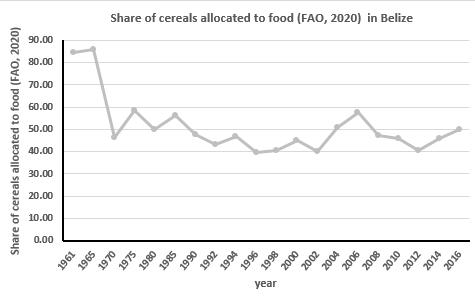 Share of cereals allocated to food (FAO, 2020)  in Belize
Share of cereals allocated to food (FAO, 2020)
90.00
80.00
70.00
60.00
50.00
40.00
30.00
20.00
10.00
0.00
1961 1965 1970 1975 1980 1985 1990 1992 1994 1996 1998 2000 2002 2004 2006 2008 2010 2012 2014 2016
year